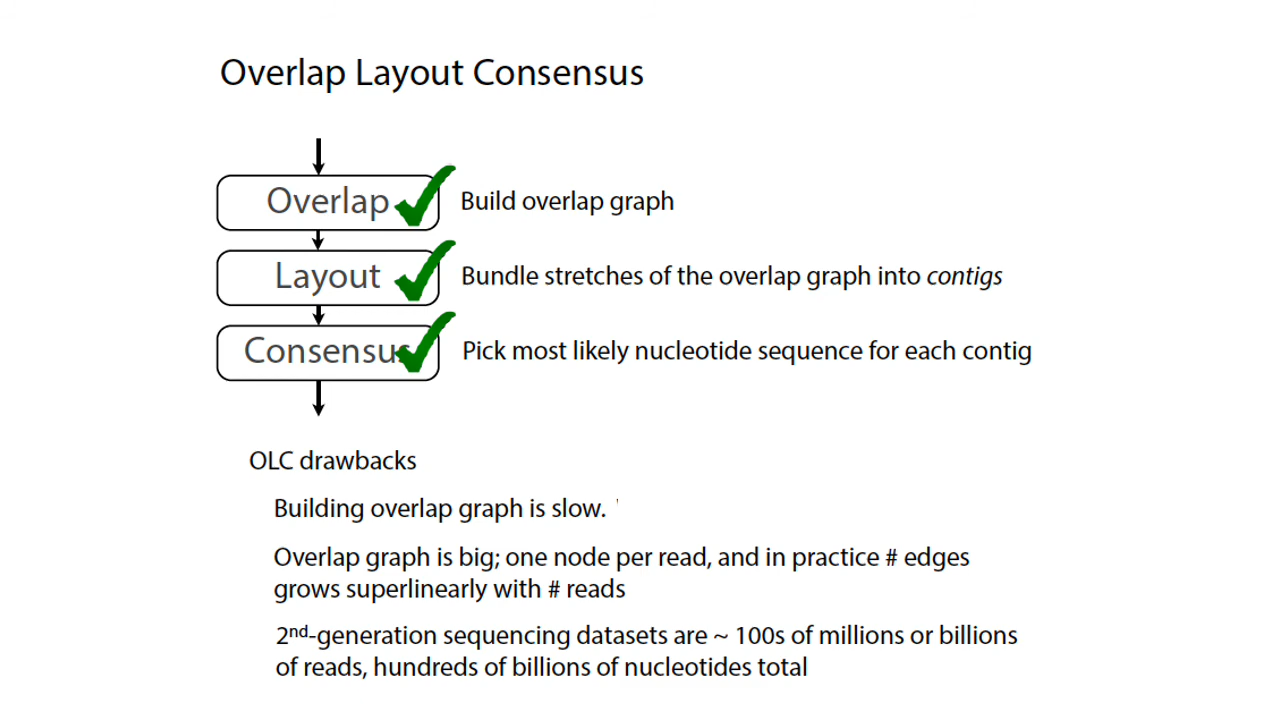 Overlap Layout Consensus
Overlap
Build overlap graph
Layout
Bundle stretches of the overlap graph into contigs
Consensus
Pick most likely nucleotide sequence for each contig
OLC drawbacks
Building overlap graph is slow.
Overlap graph is big; one node per read, and in practice # edges
grows superlinearly with # reads
2nd-generation sequencing datasets are ~ 100s of millions or billions
of reads, hundreds of billions of nucleotides total